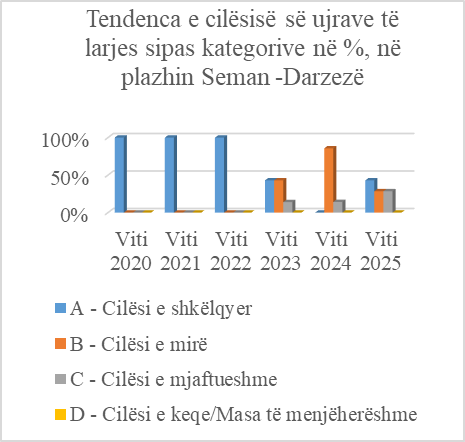 Tendenca e cilësisë së ujrave të
larjes sipas kategorive në %, në
plazhin Seman -Darzezë
100%
50%
0%
Viti 2020
Viti 2021
Viti 2022
Viti 2023
Viti 2024
Viti 2025
A - Cilësi e shkëlqyer
B - Cilësi e mirë
C - Cilësi e mjaftueshme
D - Cilësi e keqe/Masa të menjëherëshme